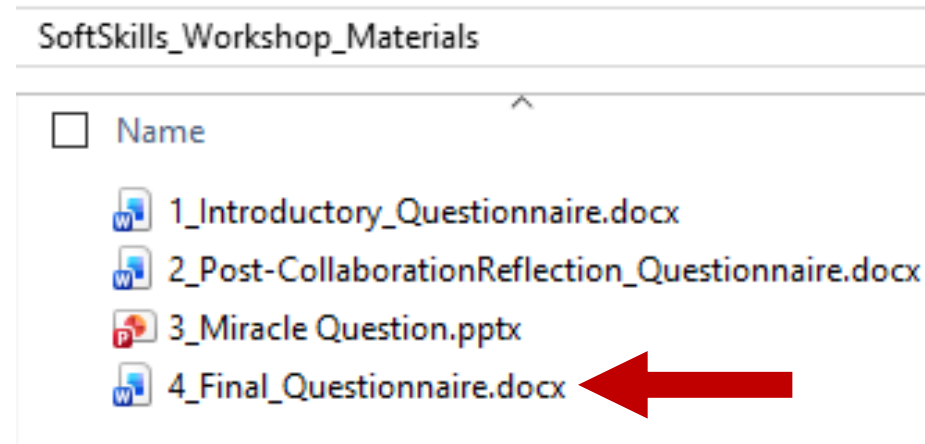 SoftSkills_Workshop_Materials
Name
1_Introductory_Questionnaire.docx
2_Post-CollaborationReflection_Questionnaire.docx
3_Miracle Question.pptx
4_Final_Questionnaire.docx